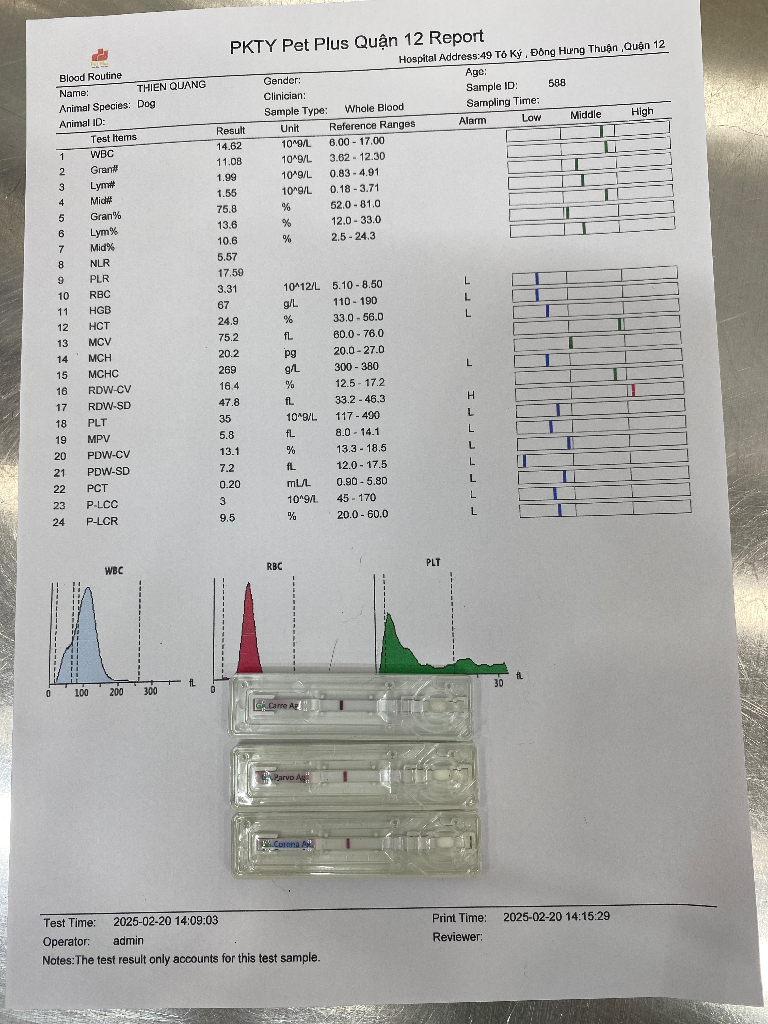 PKTY Pet Plus Quận 12 Report
Hospital Address:49 Tô Ký , Đông Hưng Thuận ,Quận 12
Blood Routine
Name: THIEN QUANG Gender: Age:
Animal Species: Dog Clinician: Sample ID: 588
Animal ID: Sample Type: Whole Blood Sampling Time:
Test Items Result Unit Reference Ranges Alarm Low Middle High
1 WBC 14.62 10^9/L 6.00 - 17.00
2 Gran# 11.08 10^9/L 3.62 - 12.30
3 Lym# 1.99 10^9/L 0.83 - 4.91
4 Mid# 1.55 10^9/L 0.18 - 3.71
5 Gran% 75.8 % 52.0 - 81.0
6 Lym% 13.6 % 12.0 - 33.0
7 Mid% 10.6 % 2.5 - 24.3
8 NLR 5.57
9 PLR 17.59
10 RBC 3.31 10^12/L 5.10 - 8.50 L
11 HGB 67 g/L 110 - 190 L
12 HCT 24.9 % 33.0 - 56.0 L
13 MCV 75.2 fL 60.0 - 76.0
14 MCH 20.2 pg 20.0 - 27.0
15 MCHC 269 g/L 300 - 380 L
16 RDW-CV 16.4 % 12.5 - 17.2
17 RDW-SD 47.8 fL 33.2 - 46.3 H
18 PLT 35 10^9/L 117 - 490 L
19 MPV 5.8 fL 8.0 - 14.1 L
20 PDW-CV 13.1 % 13.3 - 18.5 L
21 PDW-SD 7.2 fL 12.0 - 17.5 L
22 PCT 0.20 mL/L 0.90 - 5.80 L
23 P-LCC 3 10^9/L 45 - 170 L
24 P-LCR 9.5 % 20.0 - 60.0 L
WBC RBC PLT
0 100 200 300 fL 0 30 fL
Carre Ag
Parvo Ag
Corona Ag
Test Time: 2025-02-20 14:09:03 Print Time: 2025-02-20 14:15:29
Operator: admin Reviewer:
Notes:The test result only accounts for this test sample.